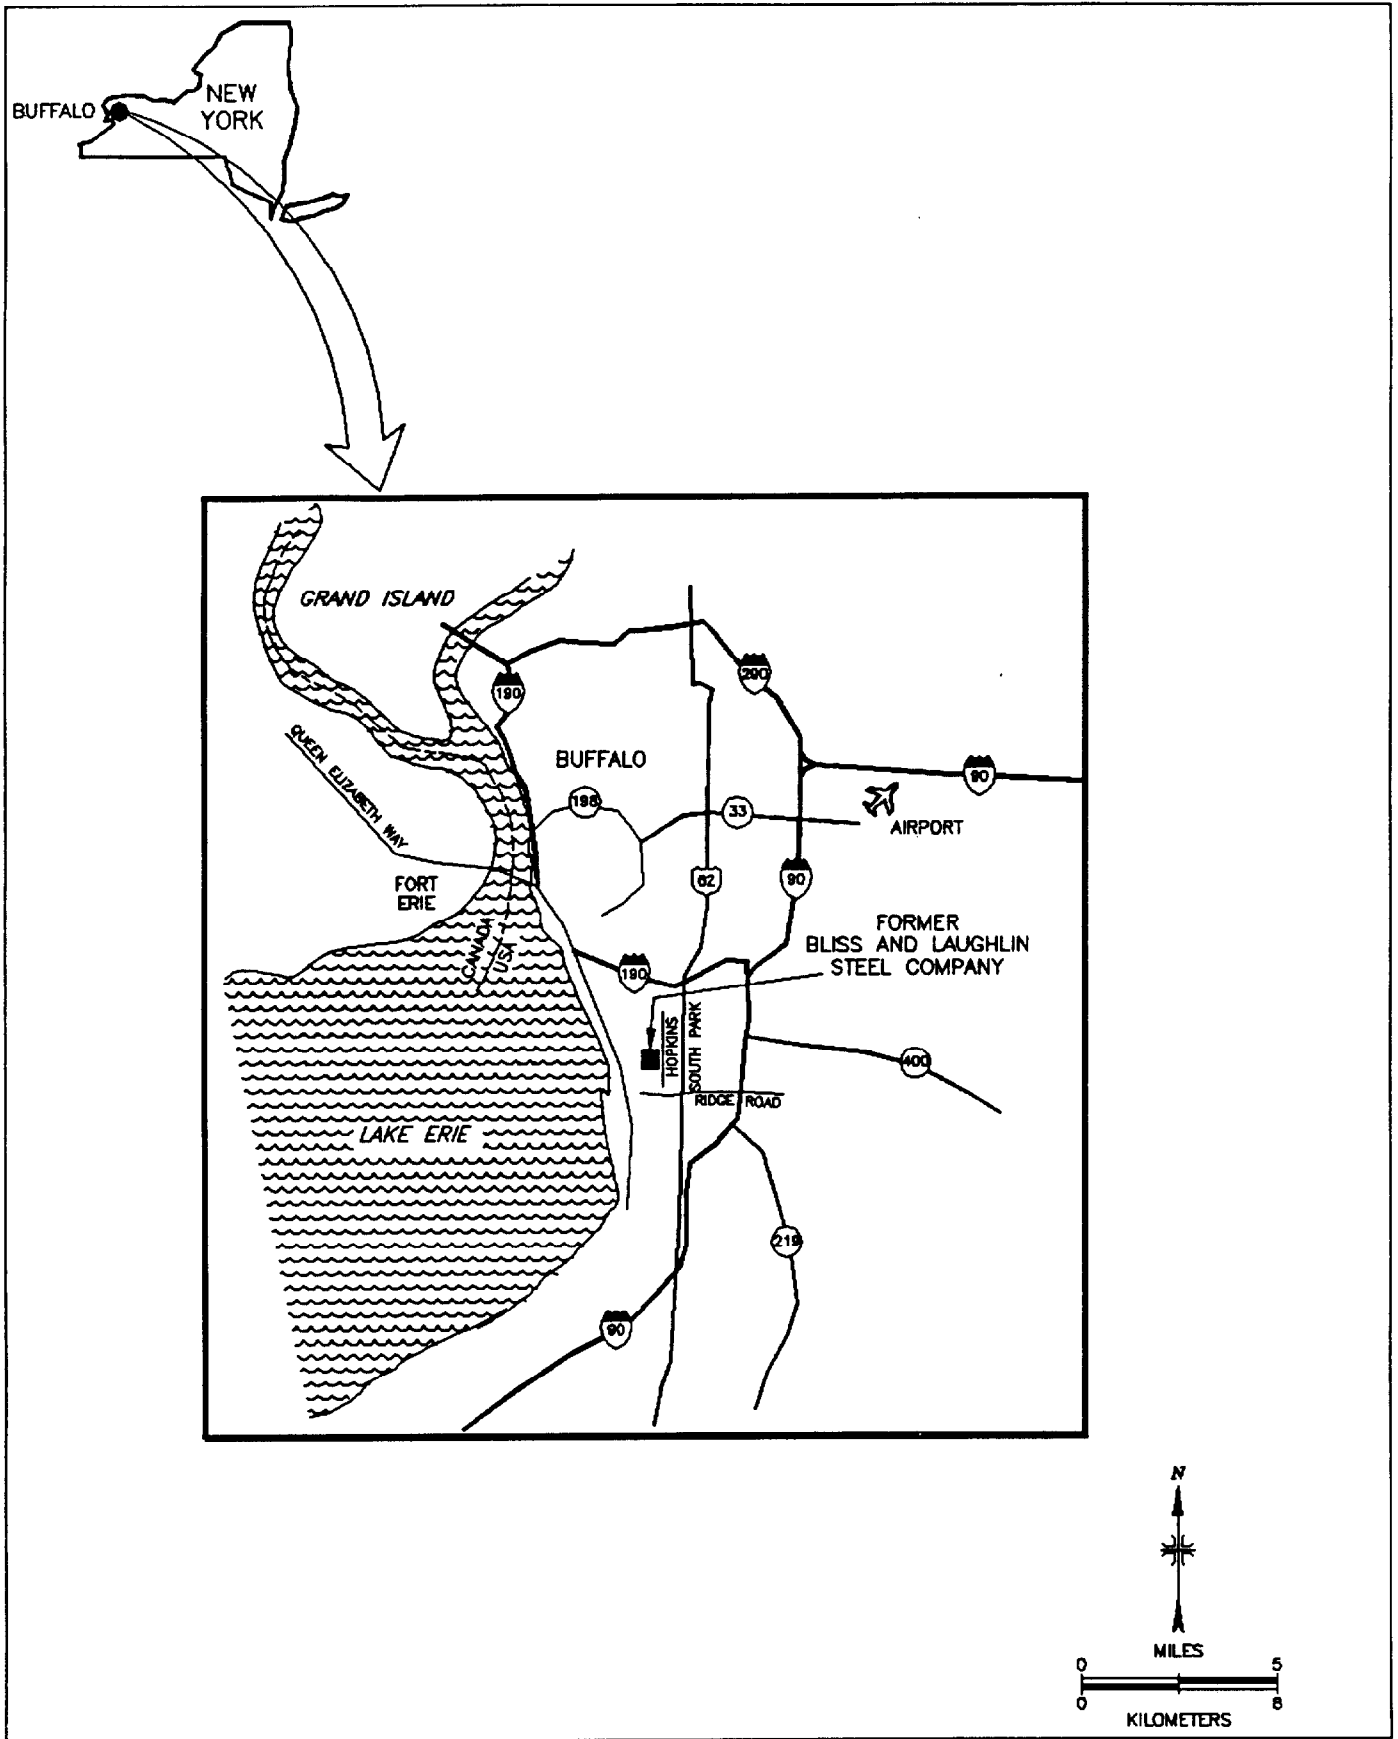 NEW
YORK
BUFFALO
GRAND ISLAND
290
190
QUEEN ELIZABETH WAY
BUFFALO
90
198
33
AIRPORT
FORT
ERIE
62
90
CANADA
USA
FORMER
BLISS AND LAUGHLIN
STEEL COMPANY
190
HOPKINS
SOUTH PARK
400
RIDGE ROAD
LAKE ERIE
219
90
N
MILES
0 5
0 8
KILOMETERS